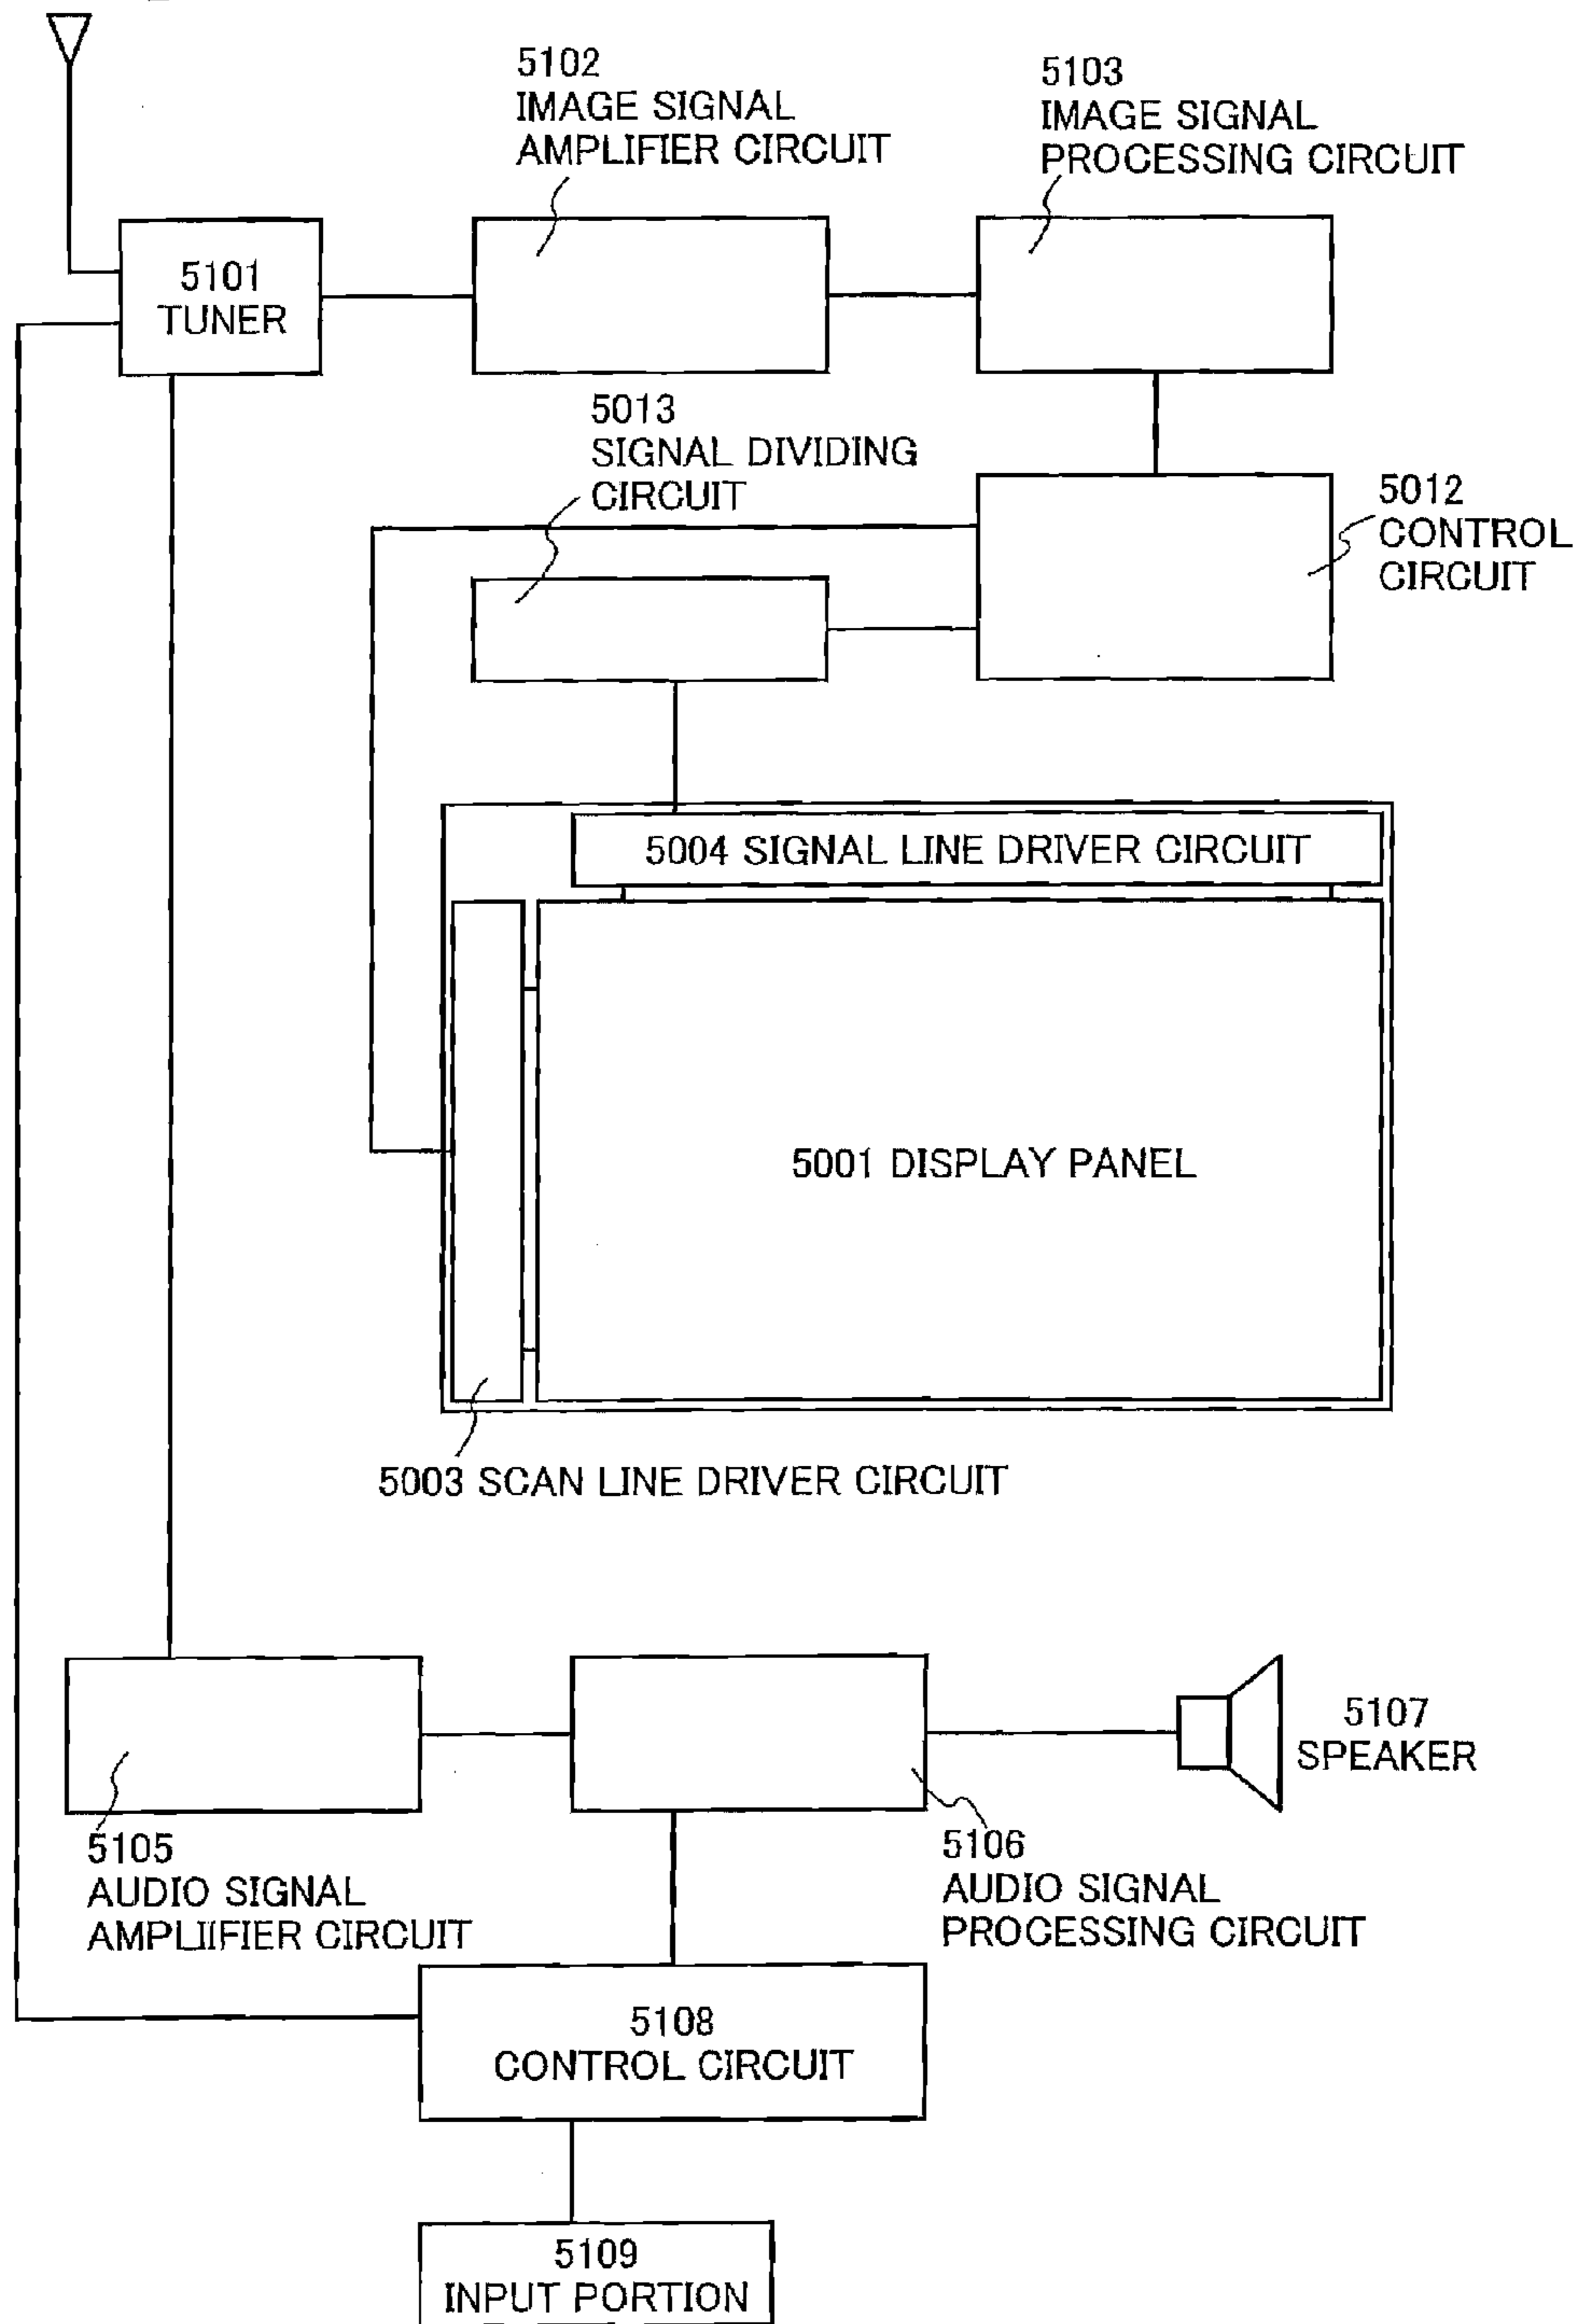 5102
IMAGE SIGNAL
AMPLIFIER CIRCUIT
5103
IMAGE SIGNAL
PROCESSING CIRCUIT
5101
TUNER
5013
SIGNAL DIVIDING
CIRCUIT
5012
CONTROL
CIRCUIT
5004 SIGNAL LINE DRIVER CIRCUIT
5001 DISPLAY PANEL
5003 SCAN LINE DRIVER CIRCUIT
5107
SPEAKER
5105
AUDIO SIGNAL
AMPLIIFIER CIRCUIT
5106
AUDIO SIGNAL
PROCESSING CIRCUIT
5108
CONTROL CIRCUIT
5109
INPUT PORTION